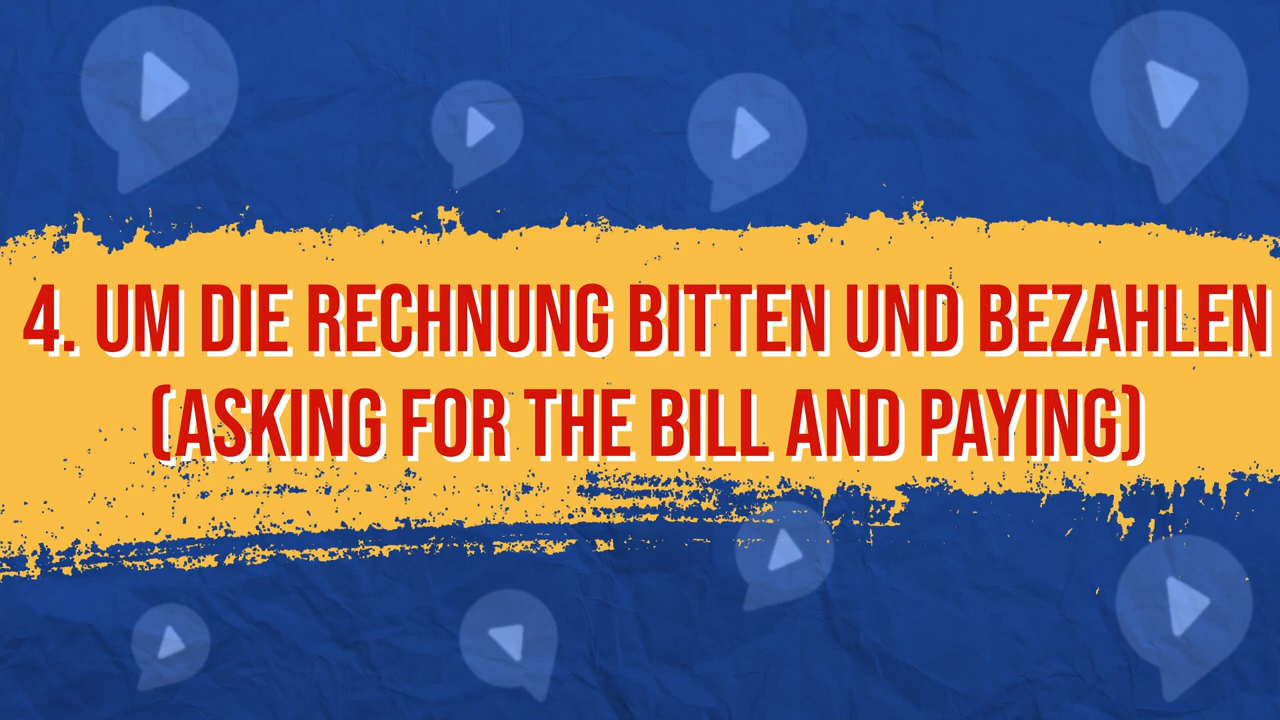 4. UM DIE RECHNUNG BITTEN UND BEZAHLEN
(ASKING FOR THE BILL AND PAYING)